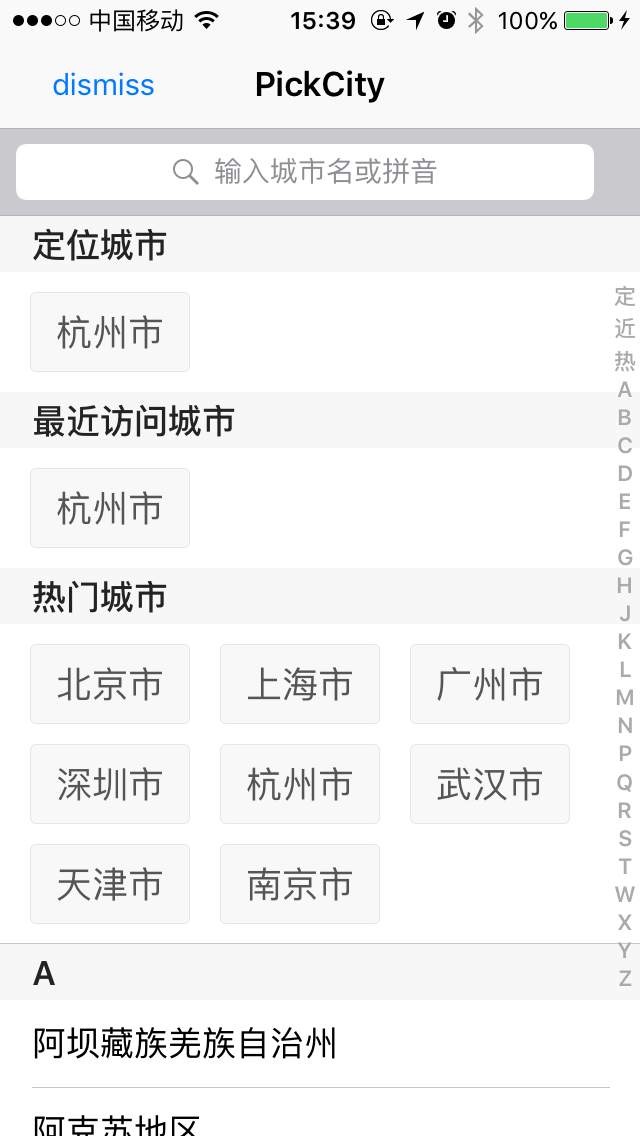 中国移动 15:39 100%
dismiss PickCity
输入城市名或拼音
定位城市
杭州市
最近访问城市
杭州市
热门城市
北京市 上海市 广州市
深圳市 杭州市 武汉市
天津市 南京市
A
阿坝藏族羌族自治州
阿克苏地区
定
近
热
A
B
C
D
E
F
G
H
J
K
L
M
N
P
Q
R
S
T
W
X
Y
Z